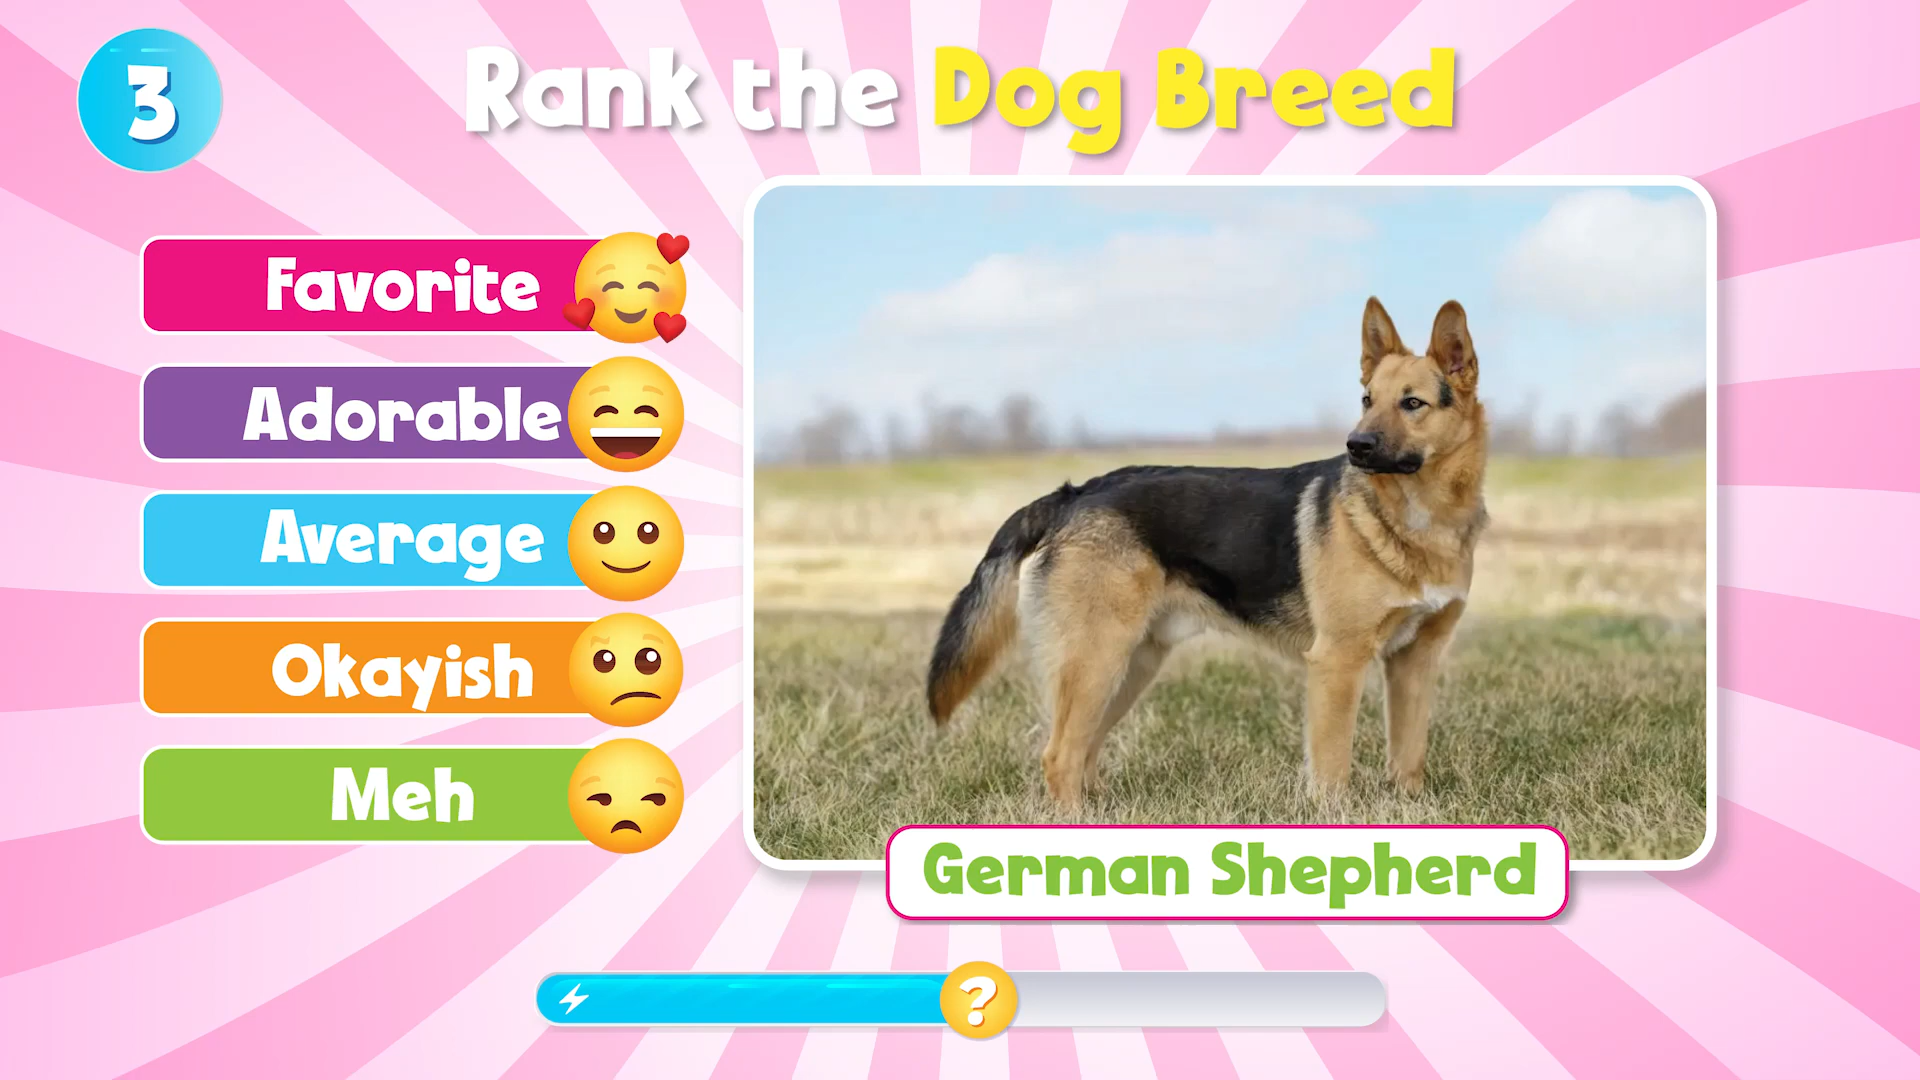 3
Rank the Dog Breed
Favorite
Adorable
Average
Okayish
Meh
German Shepherd
?